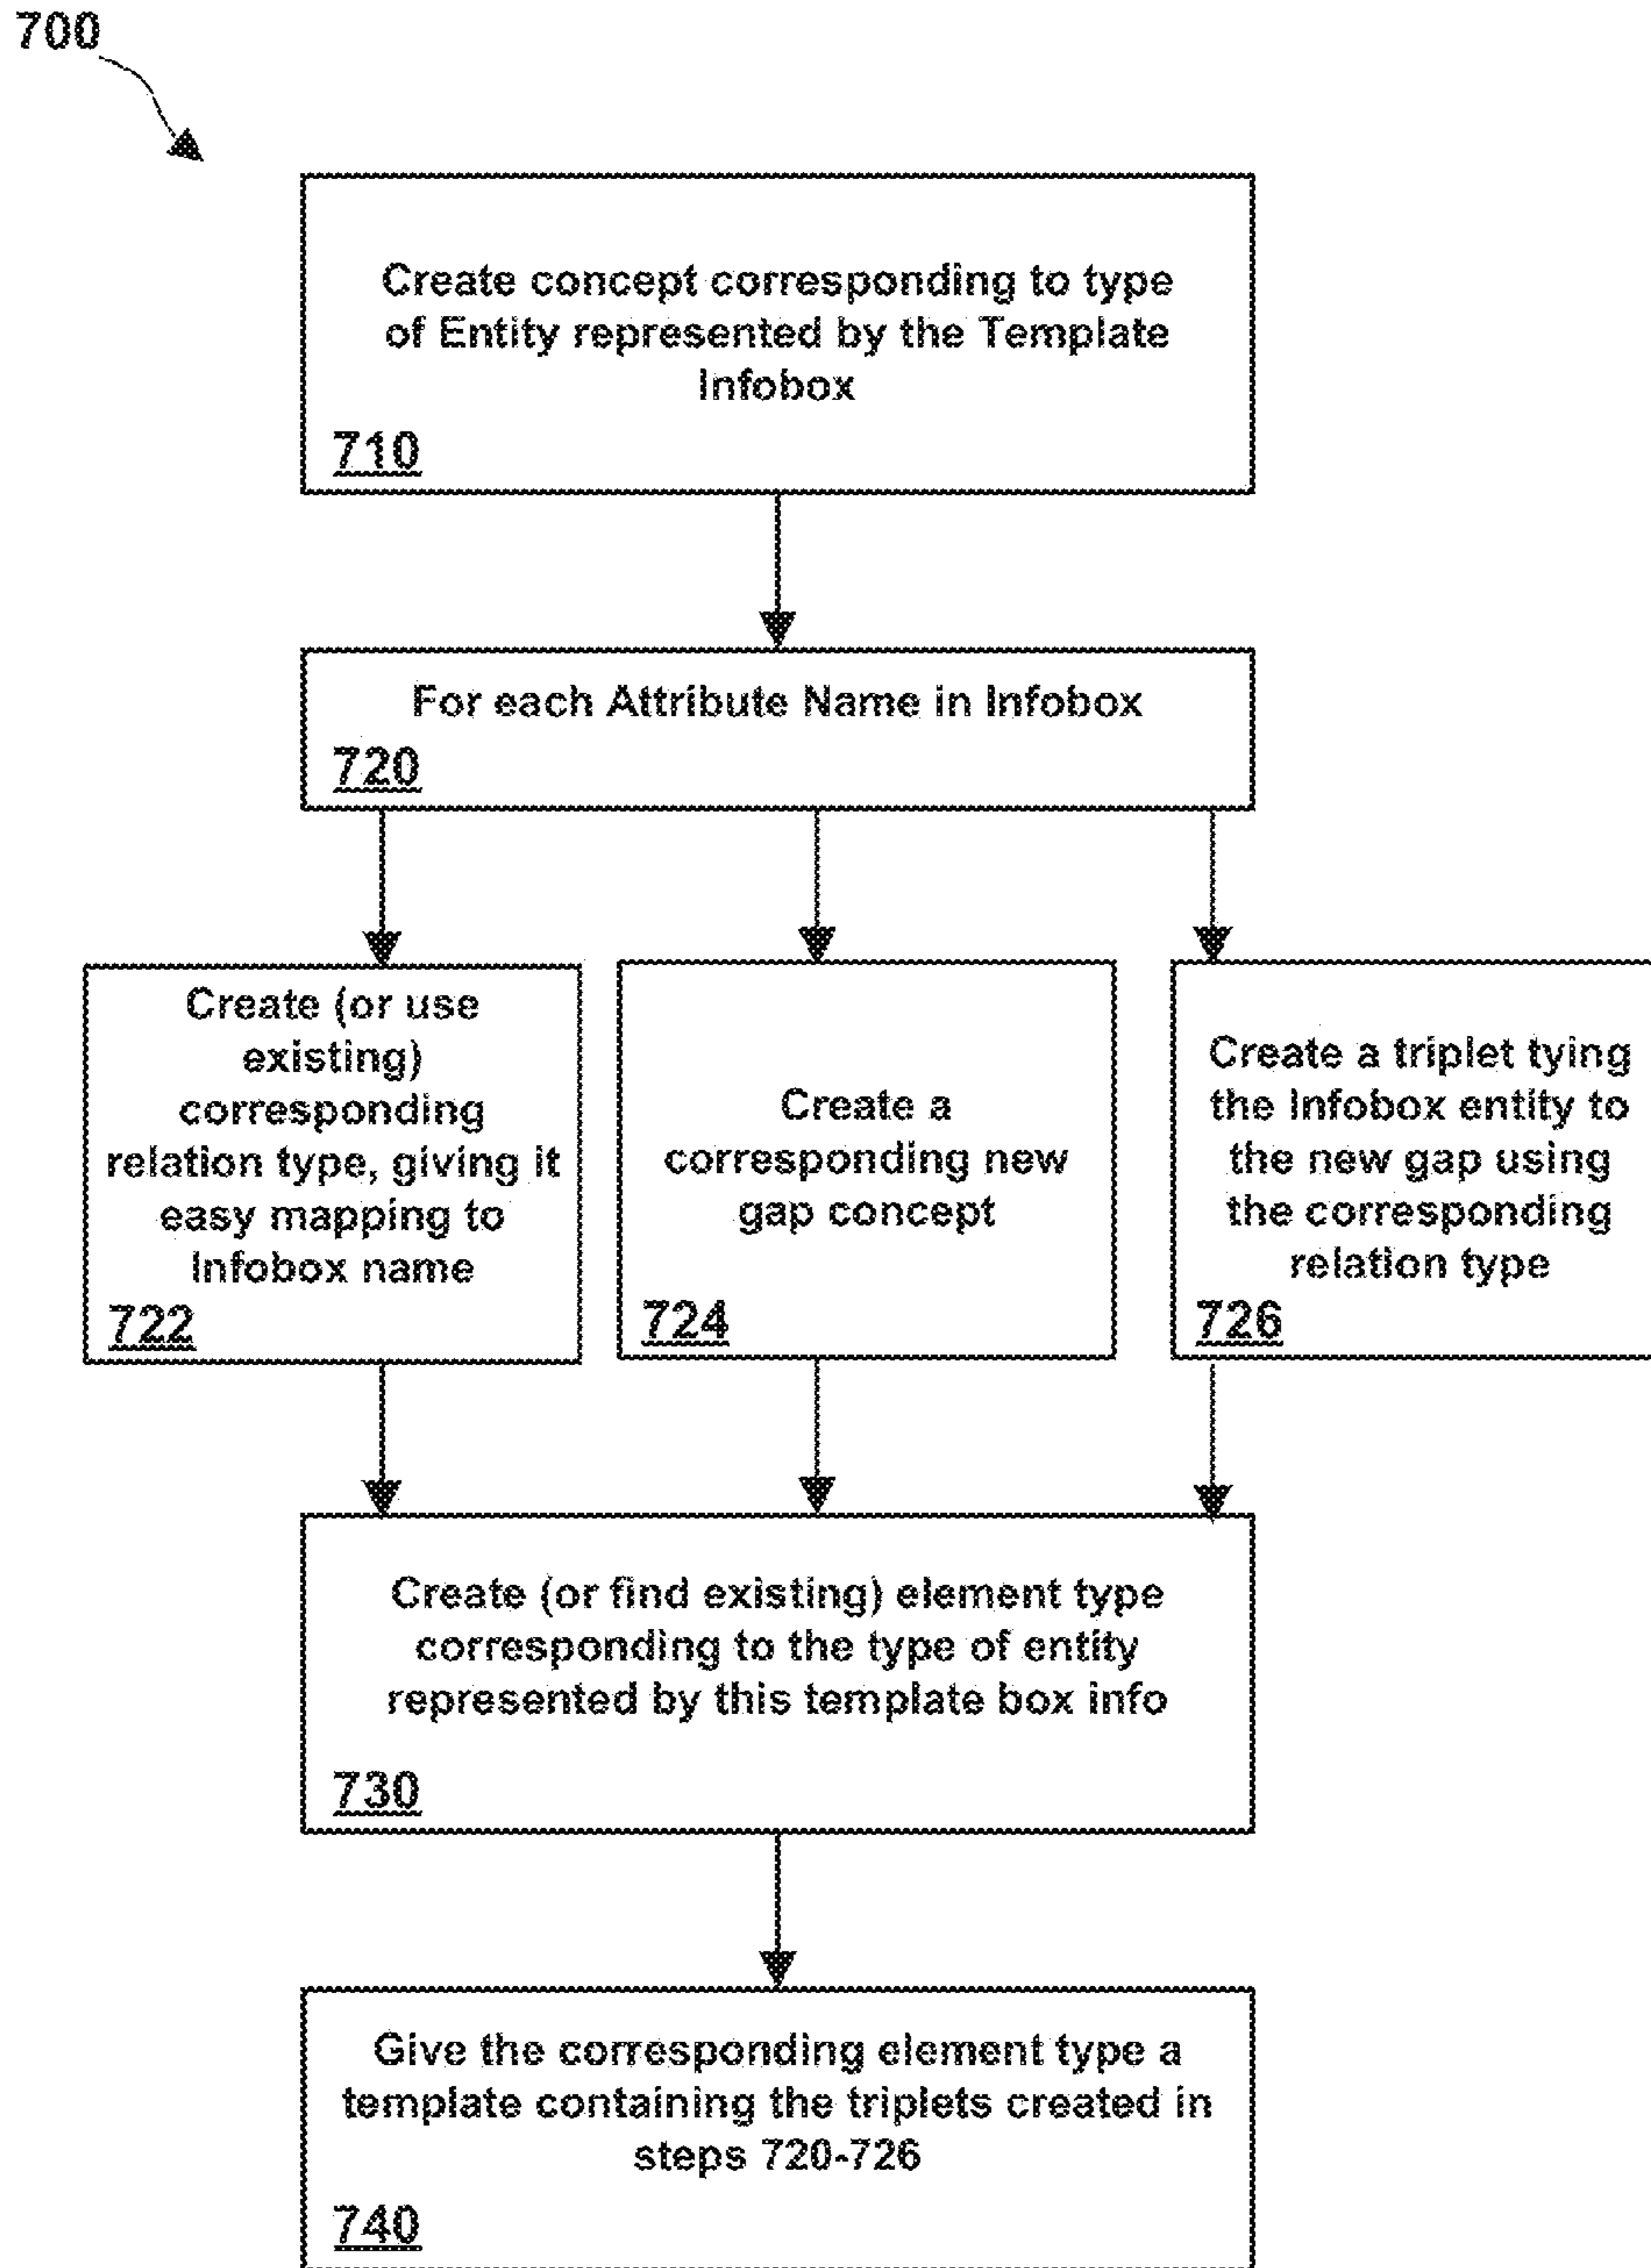 700
Create concept corresponding to type
of Entity represented by the Template
Infobox
710
For each Attribute Name in Infobox
720
Create (or use
existing)
corresponding
relation type, giving it
easy mapping to
Infobox name
722
Create a
corresponding new
gap concept
724
Create a triplet tying
the Infobox entity to
the new gap using
the corresponding
relation type
726
Create (or find existing) element type
corresponding to the type of entity
represented by this template box info
730
Give the corresponding element type a
template containing the triplets created in
steps 720-726
740